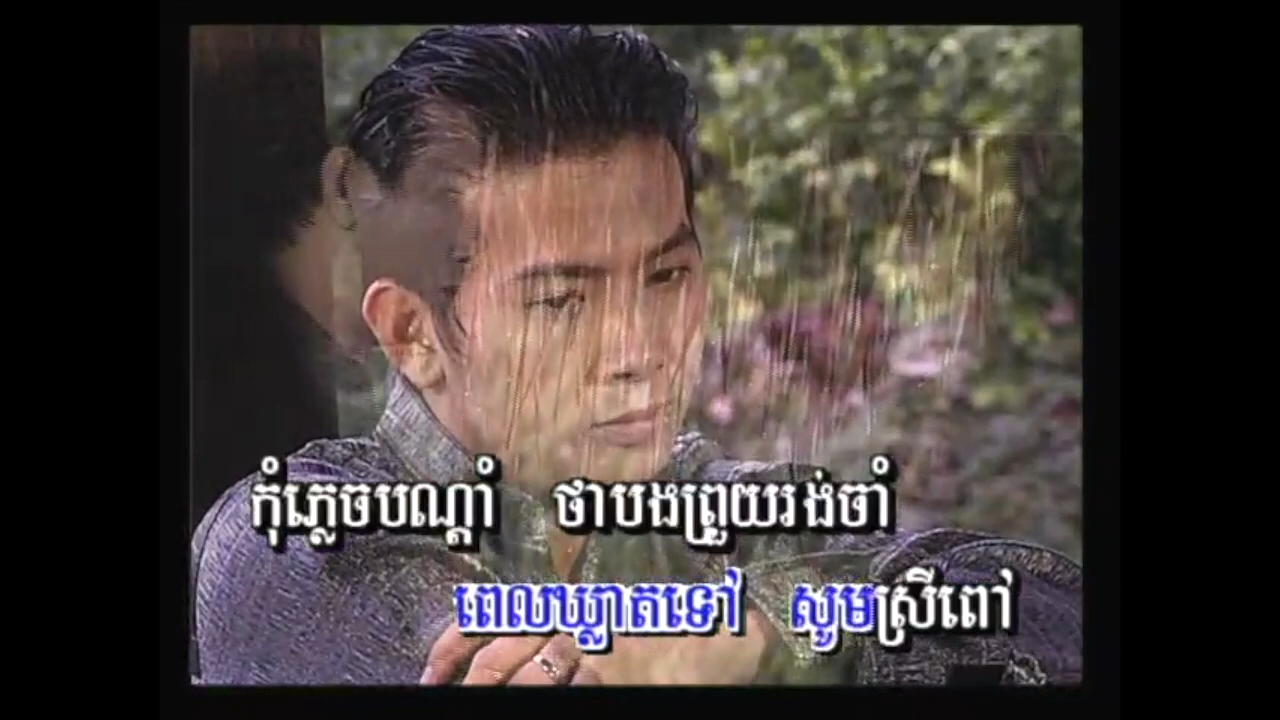 កុំភ្លេចបណ្ដាំ ថាបងព្រួយរង់ចាំ
ពេលឃ្លាតទៅ សូមស្រីពៅ